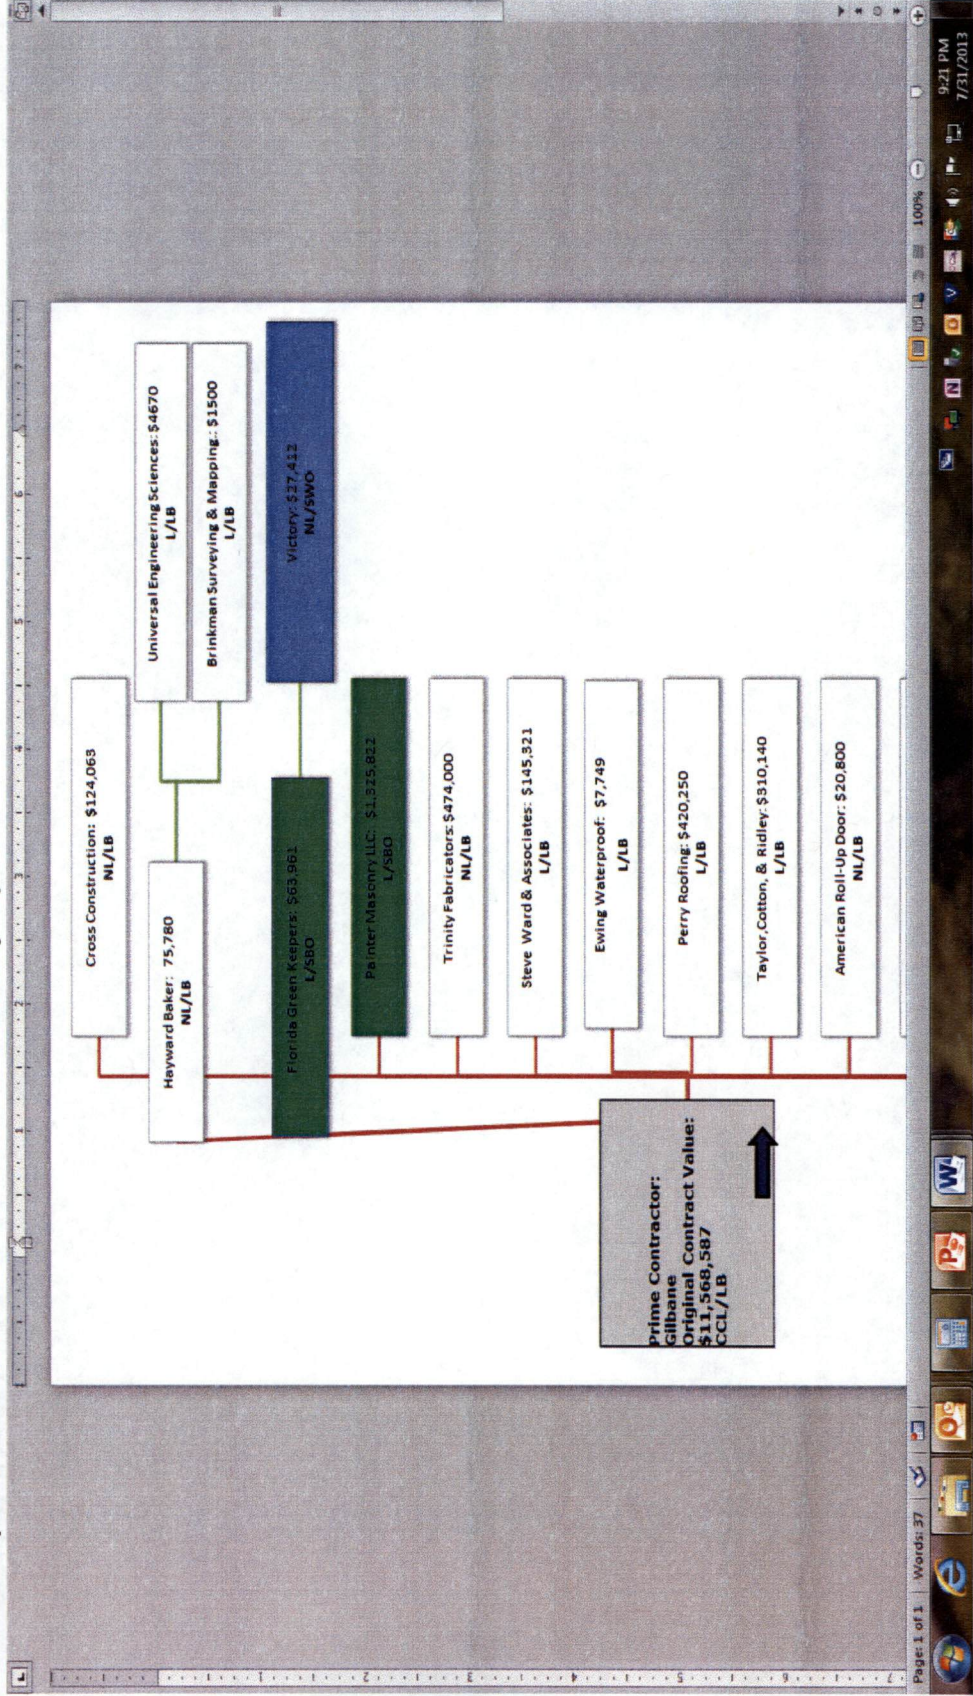 Cross Construction: $124,063
NL/LB
Hayward Baker: 75,780
NL/LB
Universal Engineering Sciences: $4670
L/LB
Brinkman Surveying & Mapping.: $1500
L/LB
Florida Green Keepers: $63,961
L/SBO
Victory: $27,412
NL/SWO
Painter Masonry LLC: $1,325,822
L/SBO
Trinity Fabricators: $474,000
NL/LB
Steve Ward & Associates: $145,321
L/LB
Ewing Waterproof: $7,749
L/LB
Perry Roofing: $420,250
L/LB
Taylor,Cotton, & Ridley: $310,140
L/LB
American Roll-Up Door: $20,800
NL/LB
Prime Contractor:
Gilbane
Original Contract Value:
$11,568,587
CCL/LB
Page: 1 of 1 Words: 37
100%
9:21 PM
7/31/2013